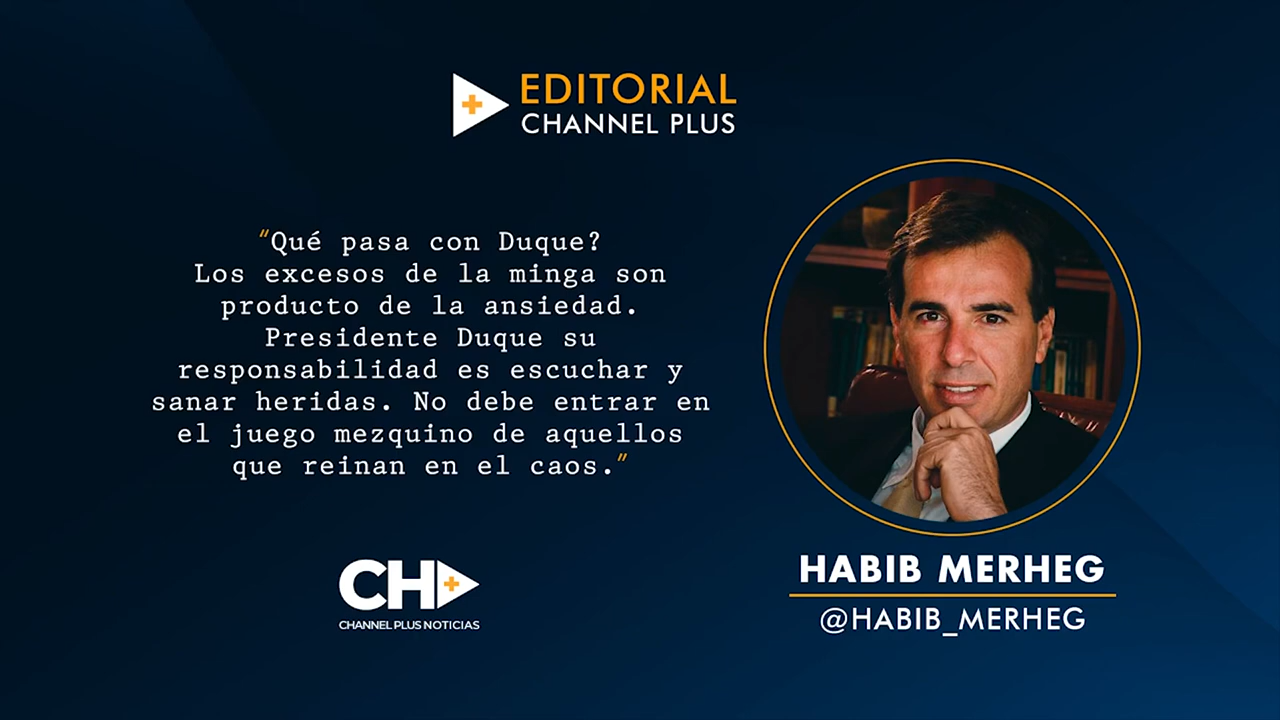 EDITORIAL
CHANNEL PLUS
"Qué pasa con Duque?
Los excesos de la minga son
producto de la ansiedad.
Presidente Duque su
responsabilidad es escuchar y
sanar heridas. No debe entrar en
el juego mezquino de aquellos
que reinan en el caos."
CH
CHANNEL PLUS NOTICIAS
HABIB MERHEG
@HABIB_MERHEG